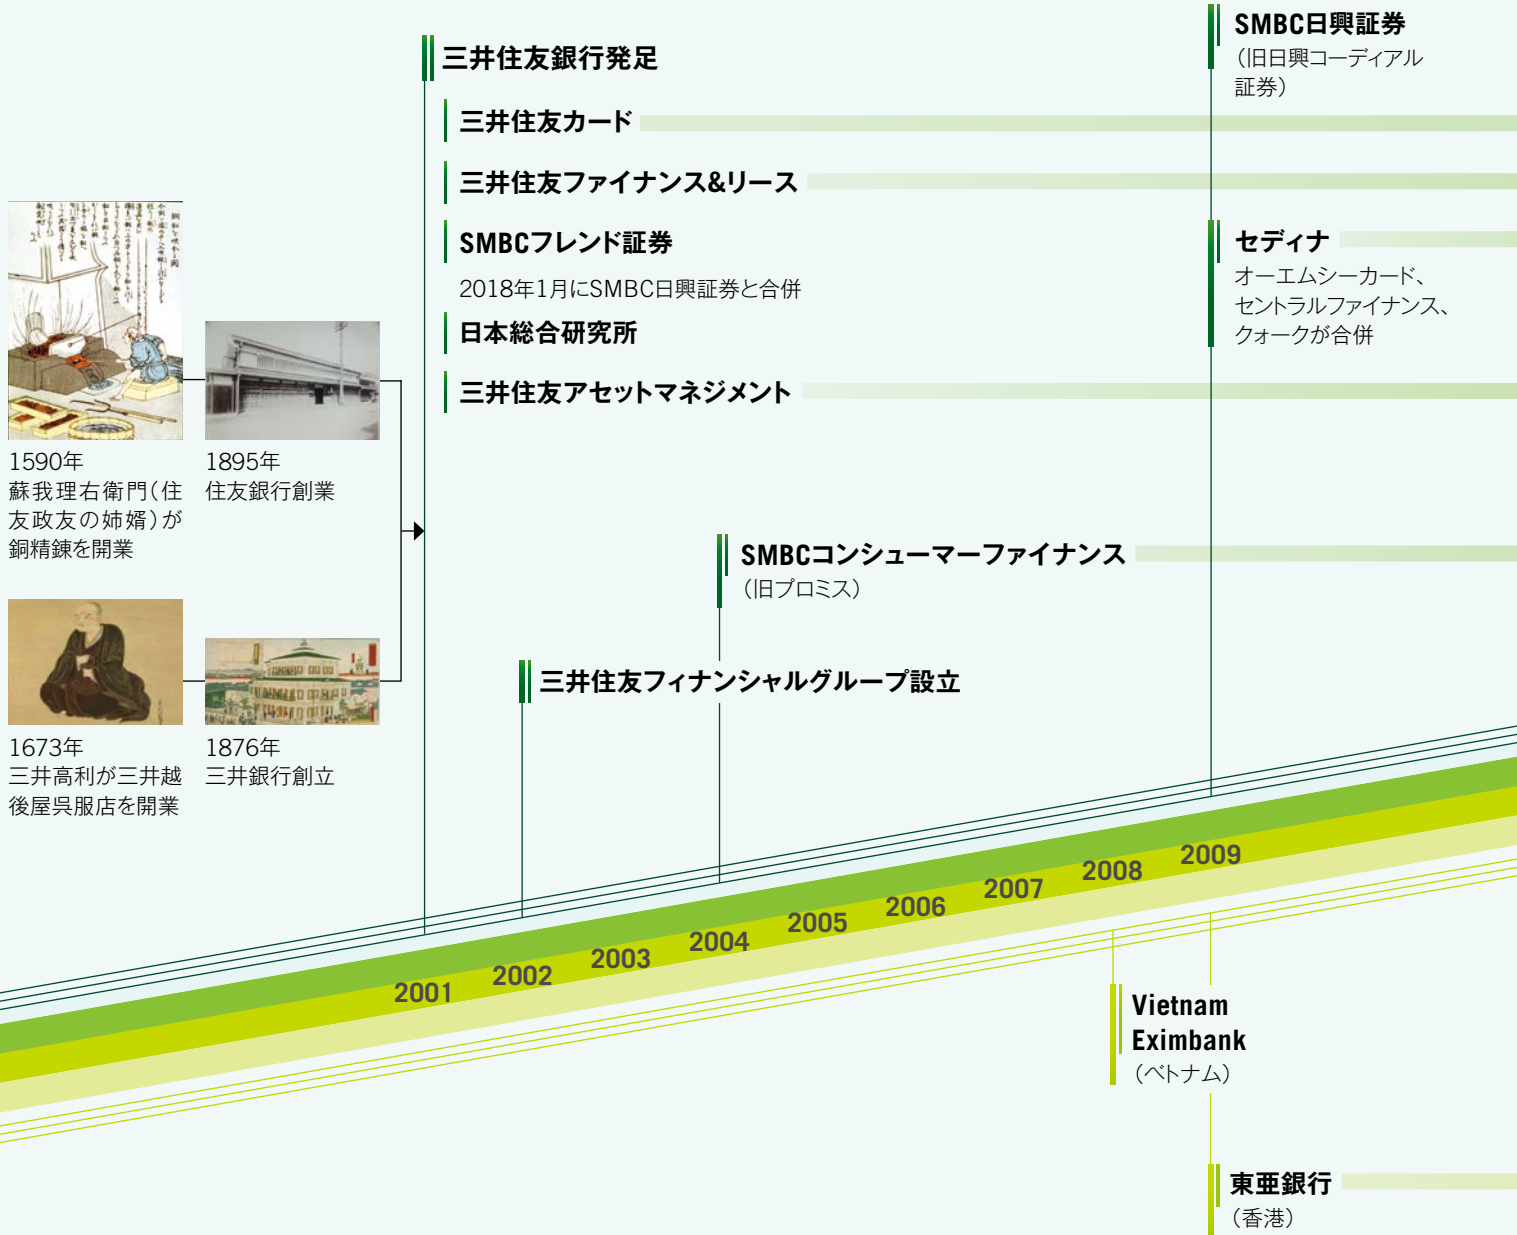 三井住友銀行発足
三井住友カード
三井住友ファイナンス&リース
SMBCフレンド証券
2018年1月にSMBC日興証券と合併
日本総合研究所
三井住友アセットマネジメント
SMBC日興証券
（旧日興コーディアル
証券）
セディナ
オーエムシーカード、
セントラルファイナンス、
クォークが合併
1590年
蘇我理右衛門（住
友政友の姉婿）が
銅精錬を開業
1895年
住友銀行創業
SMBCコンシューマーファイナンス
（旧プロミス）
三井住友フィナンシャルグループ設立
1673年
三井高利が三井越
後屋呉服店を開業
1876年
三井銀行創立
2001
2002
2003
2004
2005
2006
2007
2008
2009
Vietnam
Eximbank
（ベトナム）
東亜銀行
（香港）